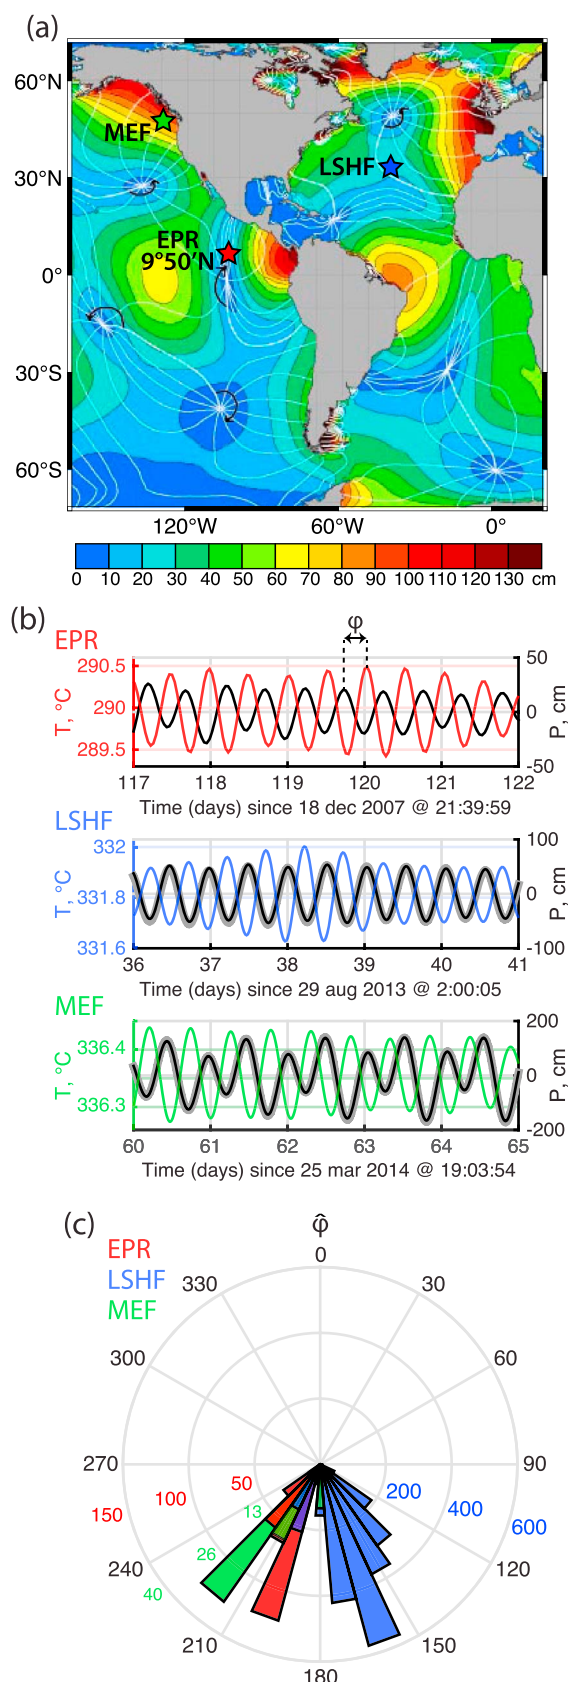 (a)
60°N
MEF
LSHF
30°N
EPR
9°50′N
0°
30°S
60°S
120°W 60°W 0°
0 10 20 30 40 50 60 70 80 90 100 110 120 130 cm
(b)
EPR
φ
290.5
290
289.5
T, °C
50
0
-50
P, cm
117 118 119 120 121 122
Time (days) since 18 dec 2007 @ 21:39:59
LSHF
332
331.8
331.6
T, °C
100
0
-100
P, cm
36 37 38 39 40 41
Time (days) since 29 aug 2013 @ 2:00:05
MEF
336.4
336.3
T, °C
200
0
-200
P, cm
60 61 62 63 64 65
Time (days) since 25 mar 2014 @ 19:03:54
(c)
φ̂
EPR
LSHF
MEF
0
330 30
300 60
270 90
50 200
100 400
150 13 600
240 26 120
40
210 150
180